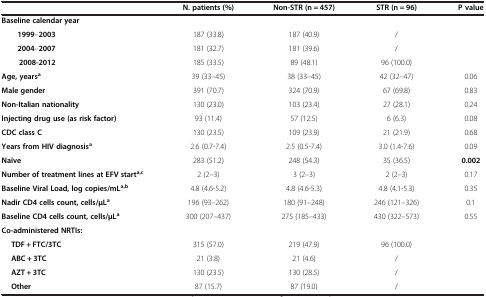 N. patients (%) Non-STR (n = 457) STR (n = 96) P value
Baseline calendar year
1999–2003 187 (33.8) 187 (40.9) /
2004–2007 181 (32.7) 181 (39.6) /
2008-2012 185 (33.5) 89 (48.1) 96 (100.0)
Age, yearsᵃ 39 (33–45) 38 (33–45) 42 (32–47) 0.06
Male gender 391 (70.7) 324 (70.9) 67 (69.8) 0.83
Non-Italian nationality 130 (23.0) 103 (23.4) 27 (28.1) 0.24
Injecting drug use (as risk factor) 93 (11.4) 57 (12.5) 6 (6.3) 0.08
CDC class C 130 (23.5) 109 (23.9) 21 (21.9) 0.68
Years from HIV diagnosisᵃ 2.6 (0.7-7.4) 2.5 (0.5-7.4) 3.0 (1.4-7.6) 0.09
Naïve 283 (51.2) 248 (54.3) 35 (36.5) 0.002
Number of treatment lines at EFV startᵃ,ᶜ 2 (2–3) 3 (2–3) 2 (2–3) 0.17
Baseline Viral Load, log copies/mLᵃ,ᵇ 4.8 (4.6-5.2) 4.8 (4.6-5.3) 4.8 (4.1-5.3) 0.35
Nadir CD4 cells count, cells/μLᵃ 196 (93–262) 180 (91–248) 246 (121–326) 0.1
Baseline CD4 cells count, cells/μLᵃ 300 (207–437) 275 (185–433) 430 (322–573) 0.55
Co-administered NRTIs:
TDF + FTC/3TC 315 (57.0) 219 (47.9) 96 (100.0)
ABC + 3TC 21 (3.8) 21 (4.6) /
AZT + 3TC 130 (23.5) 130 (28.5) /
Other 87 (15.7) 87 (19.0) /